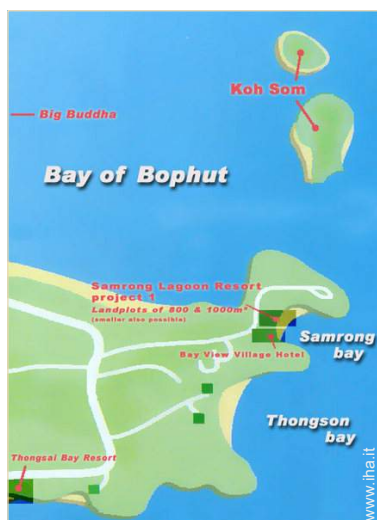 Koh Som
Big Buddha
Bay of Bophut
Samrong Lagoon Resort
project 1
Landplots of 800 & 1000m²
(smaller also possible)
Samrong
bay
Bay View Village Hotel
Thongson
bay
Thongsai Bay Resort
www.iha.it